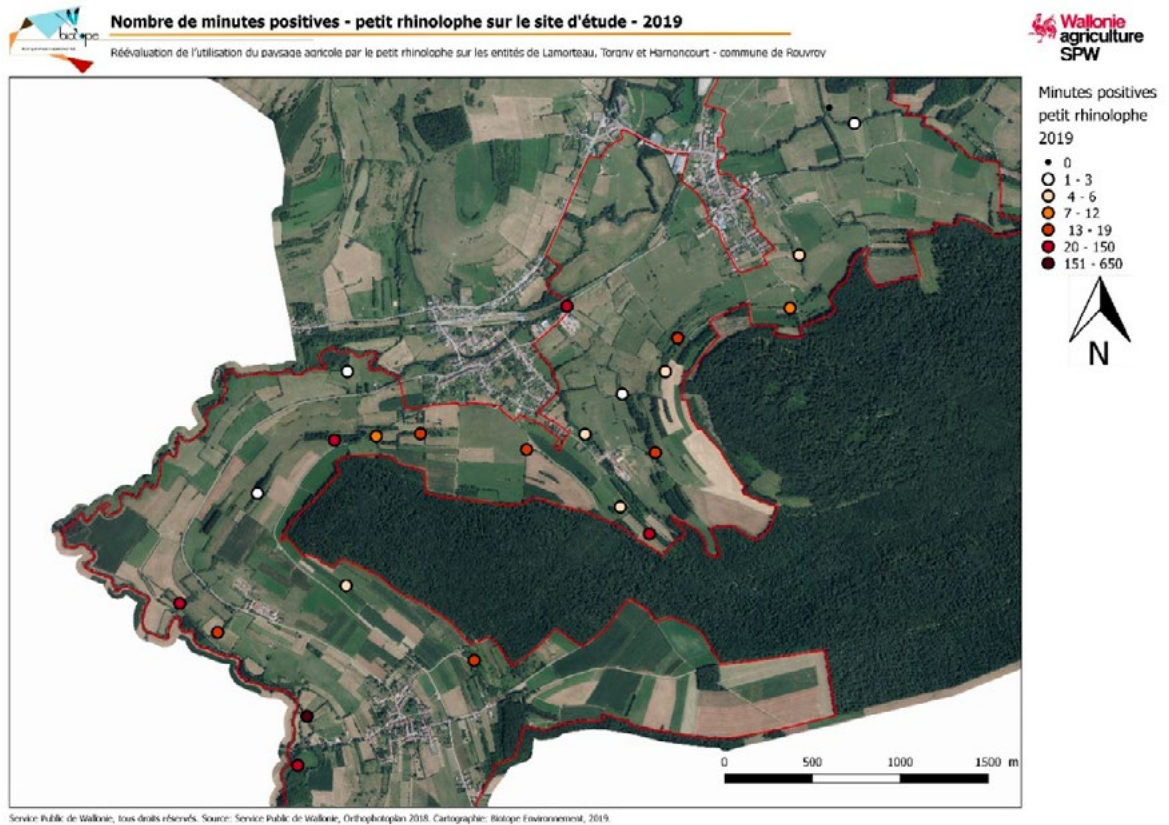 biotope
Nombre de minutes positives - petit rhinolophe sur le site d'étude - 2019
Réévaluation de l'utilisation du paysage agricole par le petit rhinolophe sur les entités de Lamorteau, Torgny et Harnoncourt - commune de Rouvroy
Wallonie
agriculture
SPW
Minutes positives
petit rhinolophe
2019
0
1 - 3
4 - 6
7 - 12
13 - 19
20 - 150
151 - 650
N
0 500 1000 1500 m
Service Public de Wallonie, tous droits réservés. Source: Service Public de Wallonie, Orthophotoplan 2018. Cartographie: Biotope Environnement, 2019.